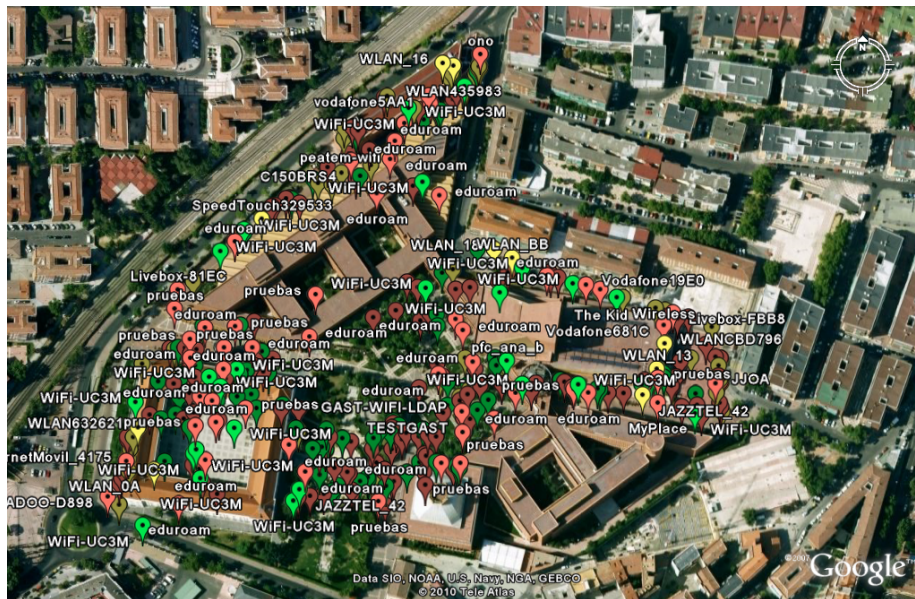 ono
WLAN_16
N
WLAN435983
vodafone5AA1
WiFi-UC3M
eduroam
eduroam
peatem-wifi
eduroam
C150BRS4
WiFi-UC3M
eduroam
SpeedTouch329533
eduroam
eduroam
WiFi-UC3M
WiFi-UC3M
WLAN_BB
WiFi-UC3M
eduroam
Livebox-81EC
WiFi-UC3M
WiFi-UC3M
Vodafone19E0
pruebas
pruebas
WiFi-UC3M
The Kid
Wireless
Livebox-FBB8
pruebas
pruebas
pruebas
eduroam
eduroam
eduroam
Vodafone681C
WLANCBD796
eduroam
eduroam
pfc_ana_b
WLAN_13
WiFi-UC3M
WiFi-UC3M
eduroam
WiFi-UC3M
pruebas
WiFi-UC3M
pruebas
JJOA
eduroam
eduroam
WiFi-UC3M
pruebas
GAST-WIFI-LDAP
JAZZTEL_42
WLAN632621
pruebas
eduroam
TESTGAST
eduroam
eduroam
MyPlace
WiFi-UC3M
WiFi-UC3M
pruebas
rnetMovil_4175
WiFi-UC3M
WiFi-UC3M
eduroam
eduroam
WLAN_0A
eduroam
eduroam
pruebas
ADOO-D898
WiFi-UC3M
JAZZTEL_42
eduroam
WiFi-UC3M
pruebas
WiFi-UC3M
Data SIO, NOAA, U.S. Navy, NGA, GEBCO
© 2010 Tele Atlas
©2007 Google